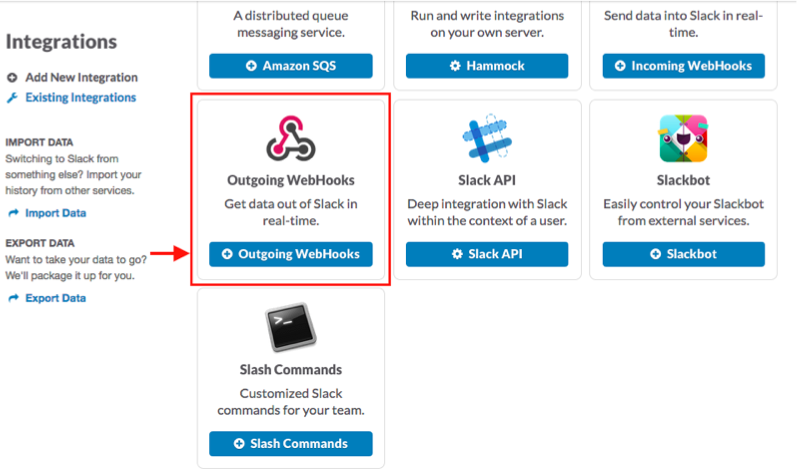 Integrations
Add New Integration
Existing Integrations
IMPORT DATA
Switching to Slack from
something else? Import your
history from other services.
Import Data
EXPORT DATA
Want to take your data to go?
We'll package it up for you.
Export Data
A distributed queue
messaging service.
Amazon SQS
Run and write integrations
on your own server.
Hammock
Send data into Slack in real-
time.
Incoming WebHooks
Outgoing WebHooks
Get data out of Slack in
real-time.
Outgoing WebHooks
Slack API
Deep integration with Slack
within the context of a user.
Slack API
Slackbot
Easily control your Slackbot
from external services.
Slackbot
>_
Slash Commands
Customized Slack
commands for your team.
Slash Commands